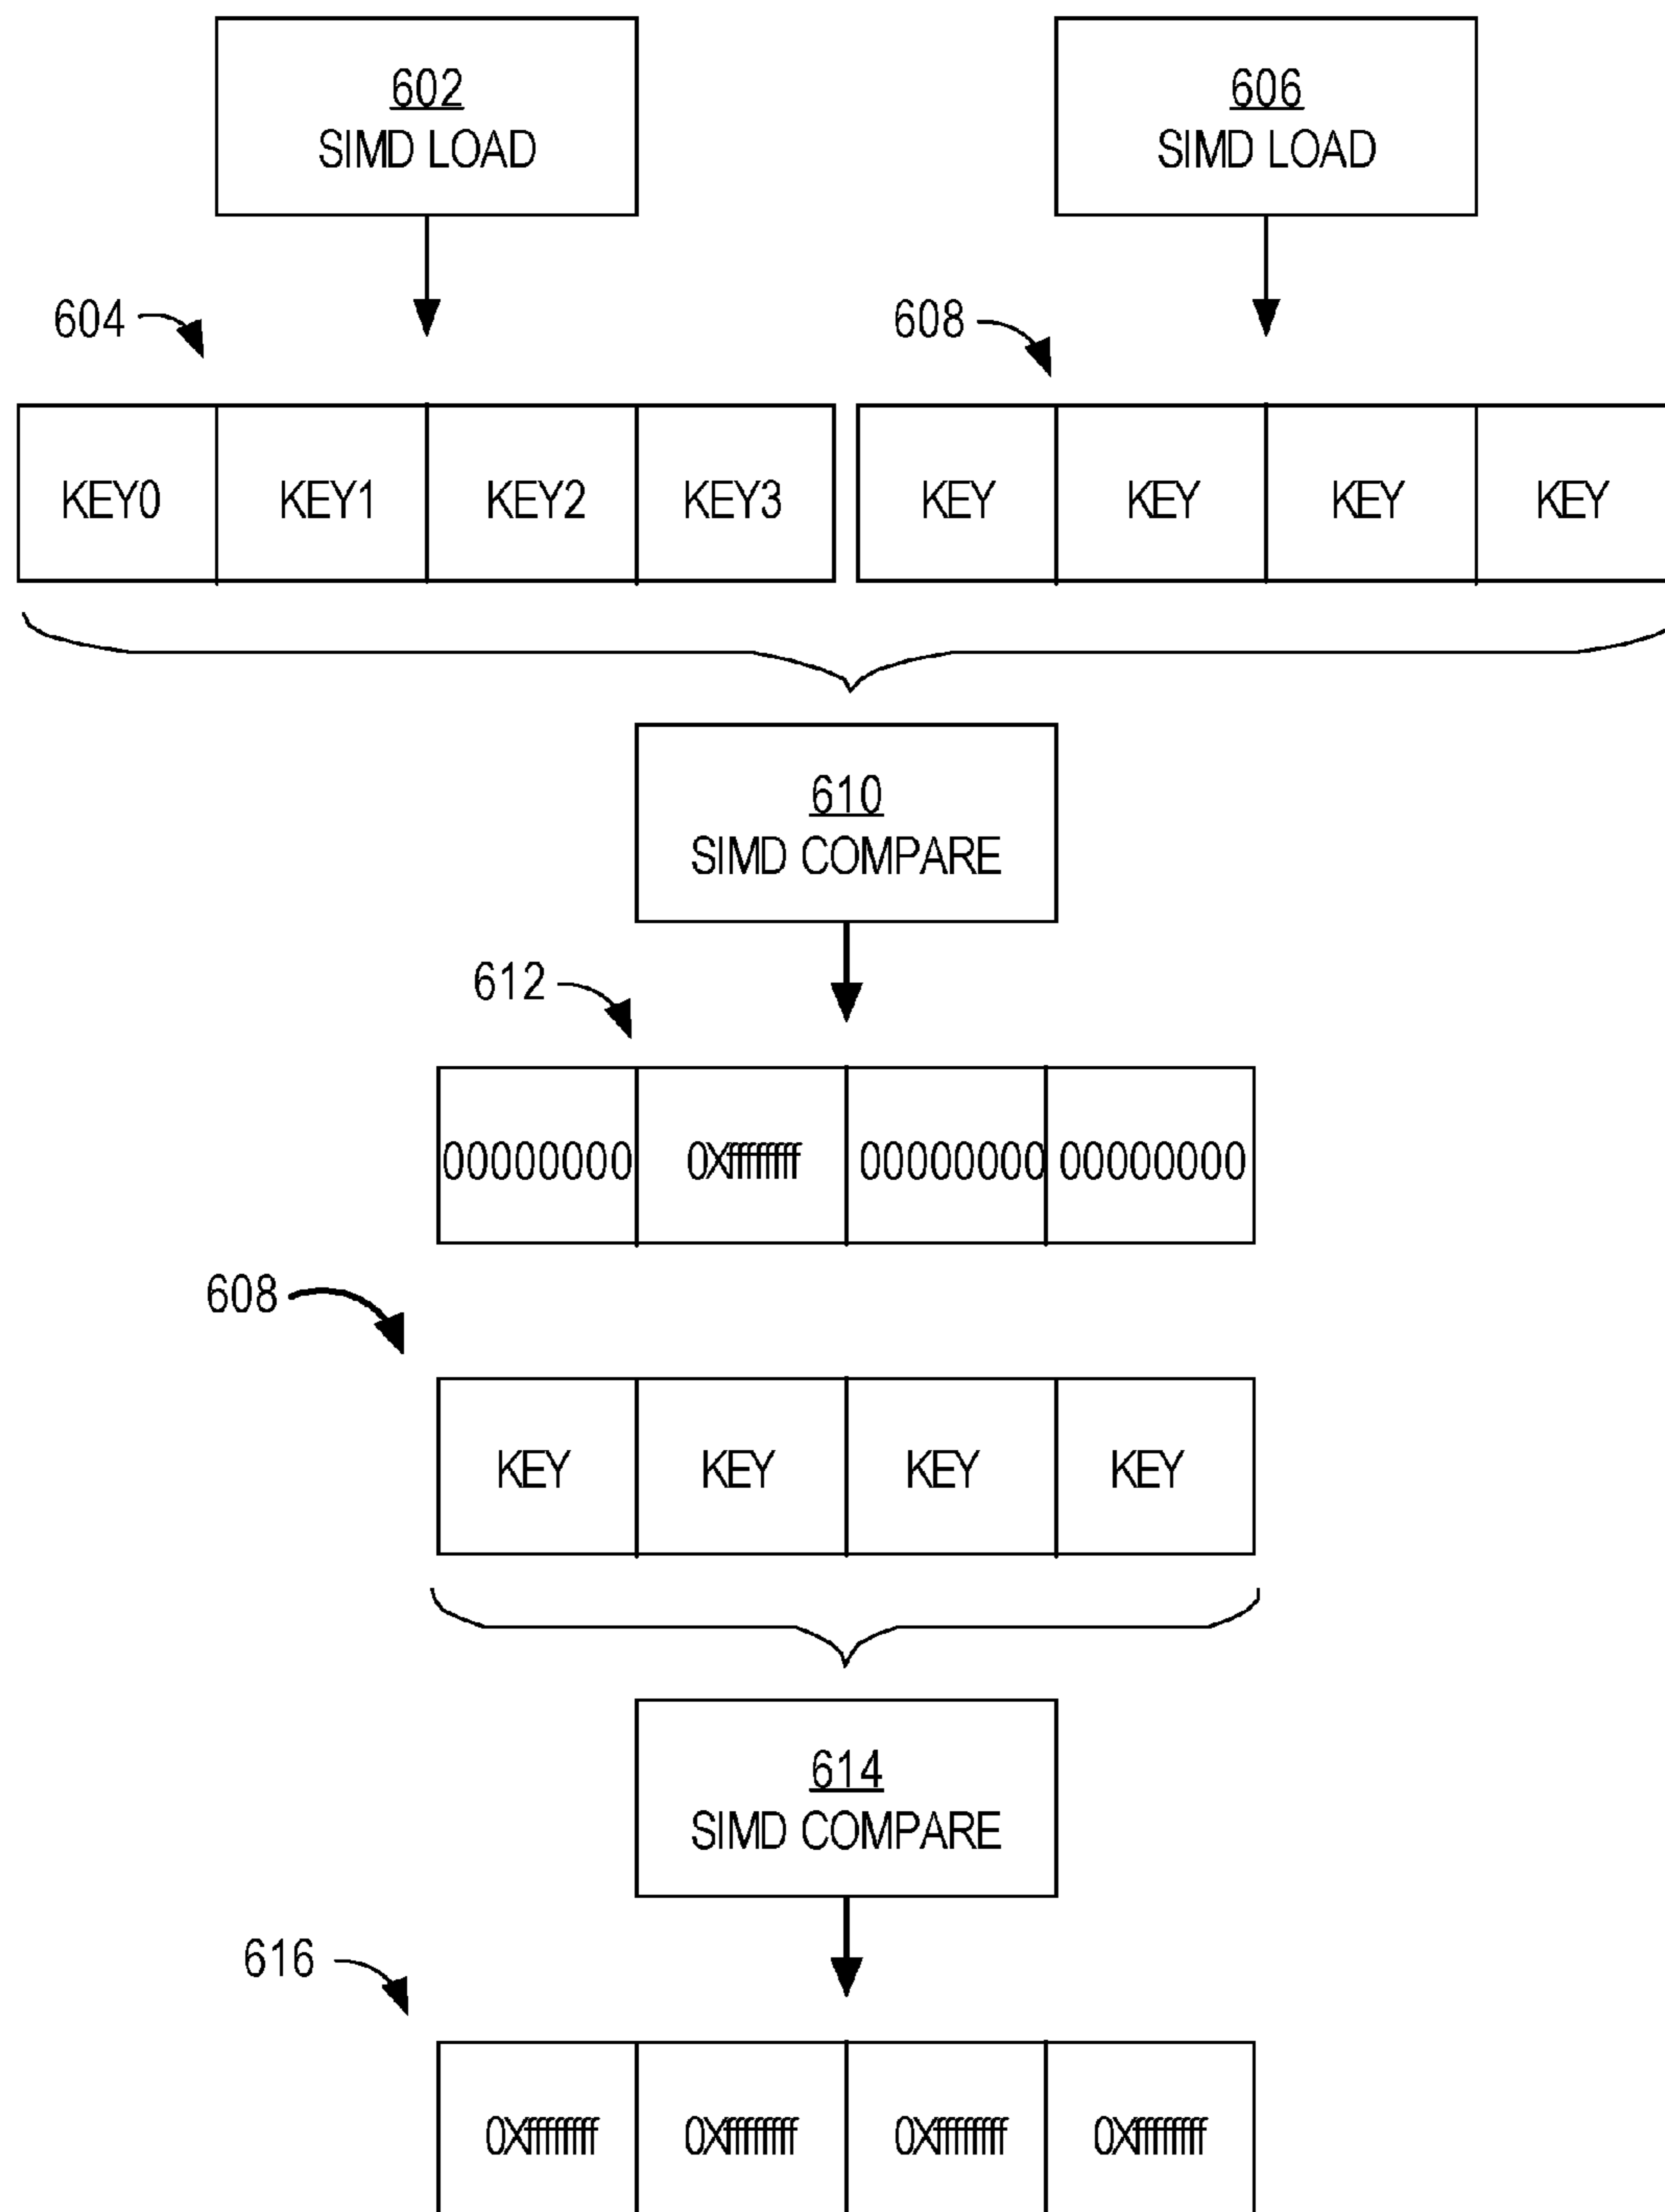 602
SIMD LOAD
606
SIMD LOAD
604
608
KEY0 KEY1 KEY2 KEY3 KEY KEY KEY KEY
610
SIMD COMPARE
612
00000000 0Xffffffff 00000000 00000000
608
KEY KEY KEY KEY
614
SIMD COMPARE
616
0Xffffffff 0Xffffffff 0Xffffffff 0Xffffffff